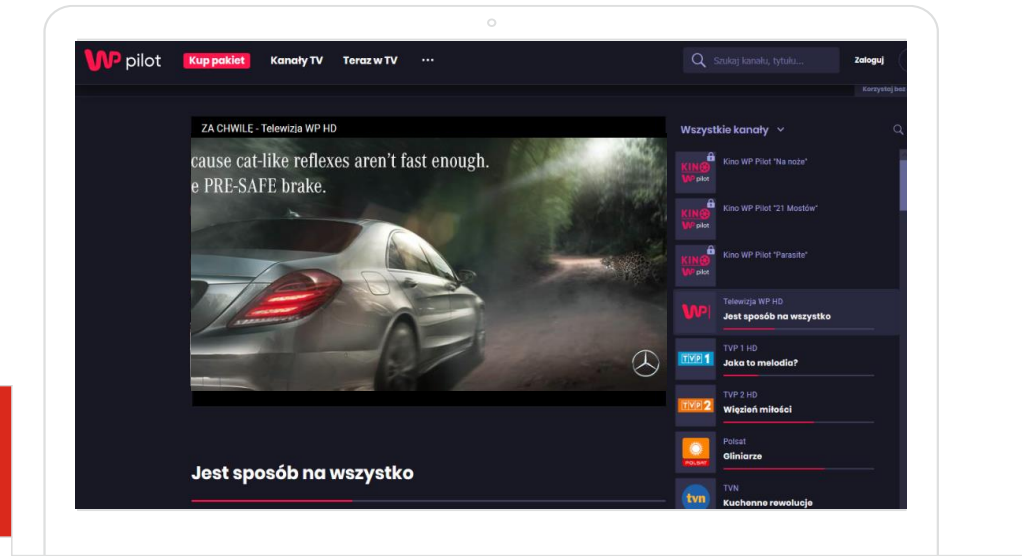 WP pilot
Kup pakiet
Kanały TV
Teraz w TV
Szukaj kanału, tytułu...
Zaloguj
Korzystaj bez
ZA CHWILĘ - Telewizja WP HD
cause cat-like reflexes aren't fast enough.
e PRE-SAFE brake.
Wszystkie kanały
KINO
WP pilot
Kino WP Pilot "Na noże"
KINO
WP pilot
Kino WP Pilot "21 Mostów"
KINO
WP pilot
Kino WP Pilot "Parasite"
WP
Telewizja WP HD
Jest sposób na wszystko
TVP 1
TVP 1 HD
Jaka to melodia?
TVP 2
TVP 2 HD
Więzień miłości
POLSAT
Polsat
Gliniarze
tvn
TVN
Kuchenne rewolucje
Jest sposób na wszystko